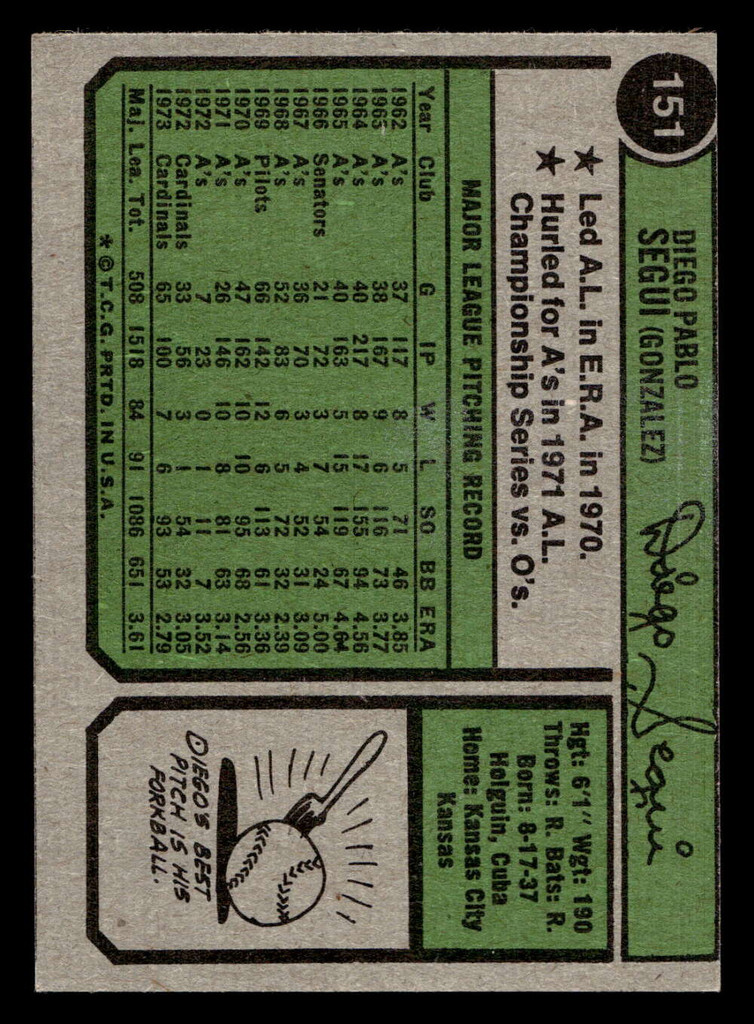 151
DIEGO PABLO
SEGUI (GONZALEZ)
Diego Segui
★ Led A.L. in E.R.A. in 1970.
★ Hurled for A's in 1971 A.L.
Championship Series vs. O's.
MAJOR LEAGUE PITCHING RECORD
Year Club G IP W L SO BB ERA
1962 A's 37 117 8 5 71 46 3.85
1963 A's 38 167 9 6 116 73 3.77
1964 A's 40 217 8 17 155 94 4.56
1965 A's 40 163 5 15 119 67 4.64
1966 Senators 21 72 3 7 54 24 5.00
1967 A's 36 70 3 4 52 31 3.09
1968 A's 52 83 6 5 72 32 2.39
1969 Pilots 66 142 12 6 113 61 3.36
1970 A's 47 162 10 10 95 68 2.56
1971 A's 26 146 10 8 81 63 3.14
1972 A's 7 23 0 1 11 7 3.52
1972 Cardinals 33 56 3 1 54 32 3.05
1973 Cardinals 65 100 7 6 93 53 2.79
Maj. Lea. Tot. 508 1518 84 91 1086 651 3.61
* © T.C.G. PRTD. IN U.S.A.
Hgt: 6'1" Wgt: 190
Throws: R. Bats: R.
Born: 8-17-37
Holguin, Cuba
Home: Kansas City
Kansas
DIEGO'S BEST
PITCH IS HIS
FORKBALL.